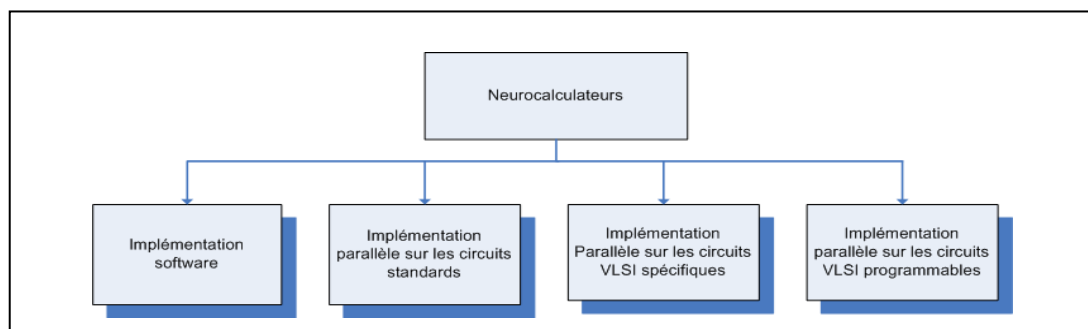 Neurocalculateurs
Implémentation
software
Implémentation
parallèle sur les circuits
standards
Implémentation
Parallèle sur les circuits
VLSI spécifiques
Implémentation
parallèle sur les circuits
VLSI programmables